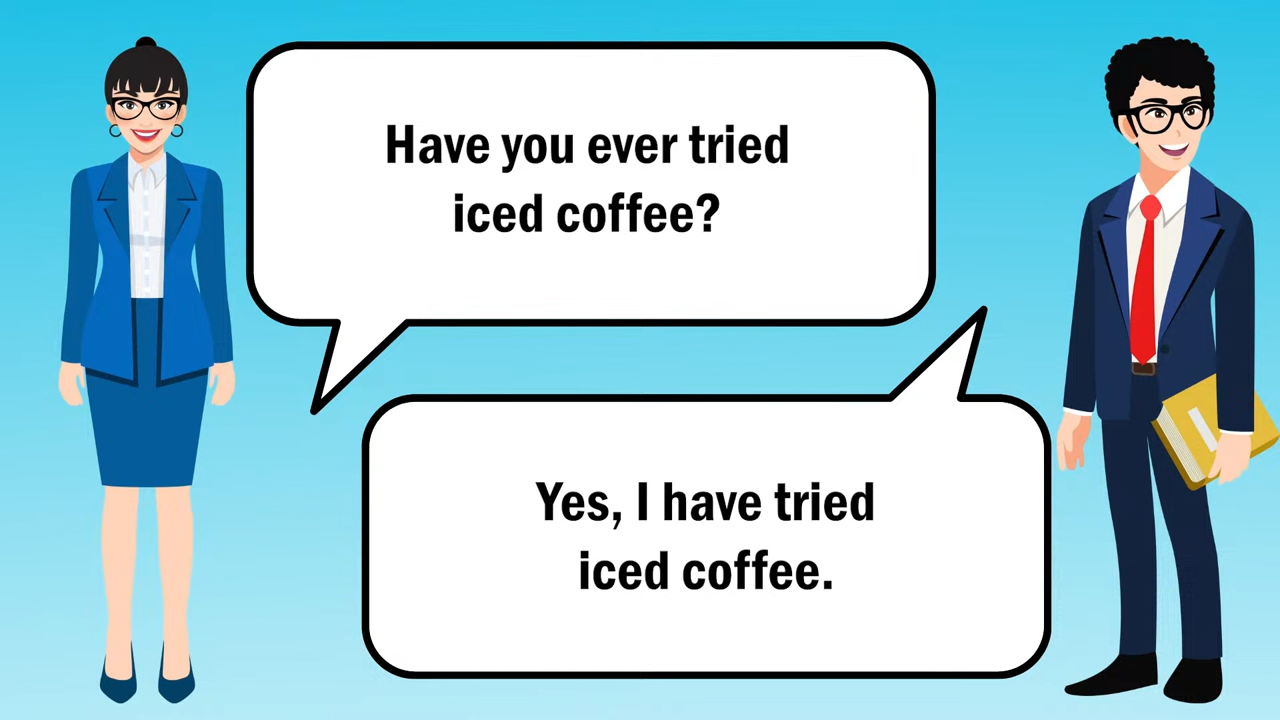 Have you ever tried
iced coffee?
Yes, I have tried
iced coffee.